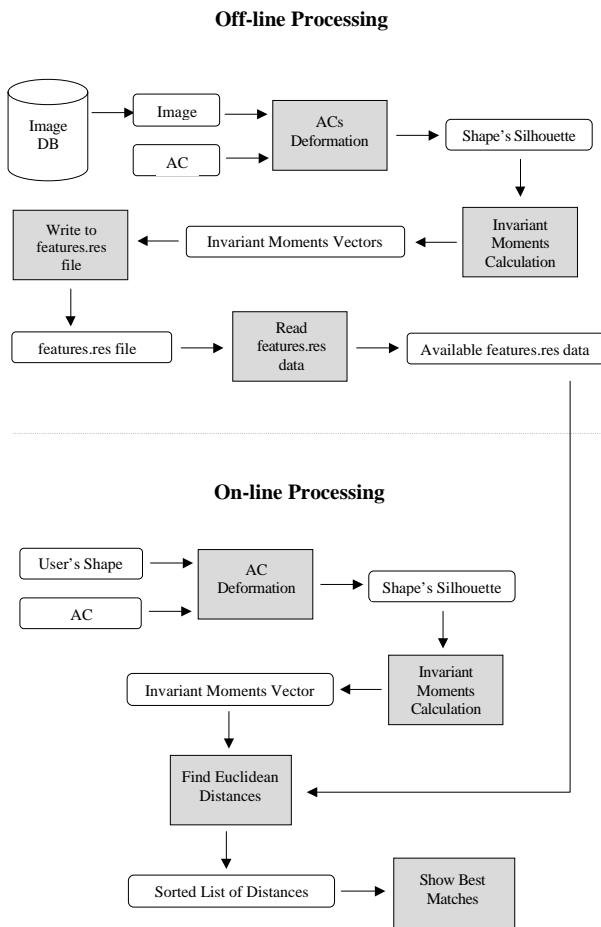 Off-line Processing
Image
DB
Image
AC
ACs
Deformation
Shape's Silhouette
Invariant
Moments
Calculation
Invariant Moments Vectors
Write to
features.res
file
features.res file
Read
features.res
data
Available features.res data
On-line Processing
User's Shape
AC
AC
Deformation
Shape's Silhouette
Invariant
Moments
Calculation
Invariant Moments Vector
Find Euclidean
Distances
Sorted List of Distances
Show Best
Matches